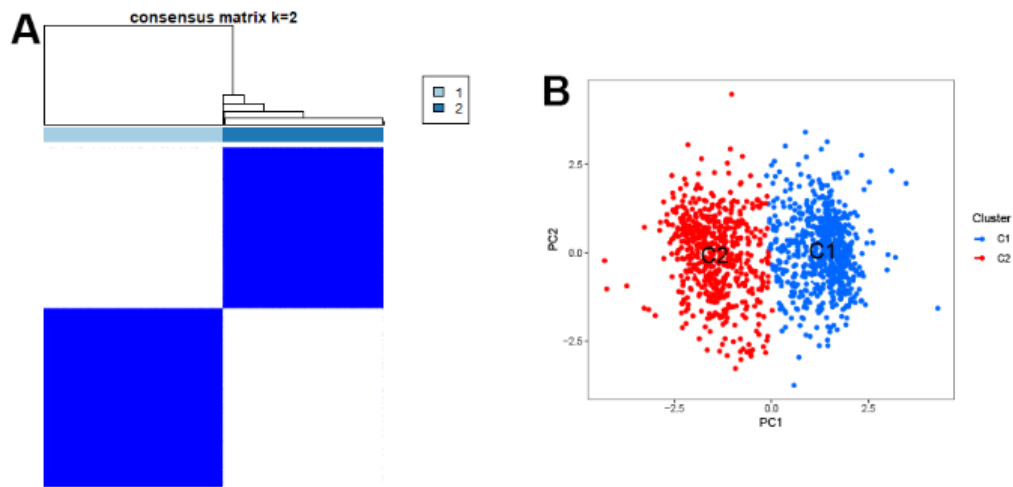 A
consensus matrix k=2
1
2
B
2.5
0.0
−2.5
PC2
−2.5
0.0
2.5
PC1
C2
C1
Cluster
C1
C2